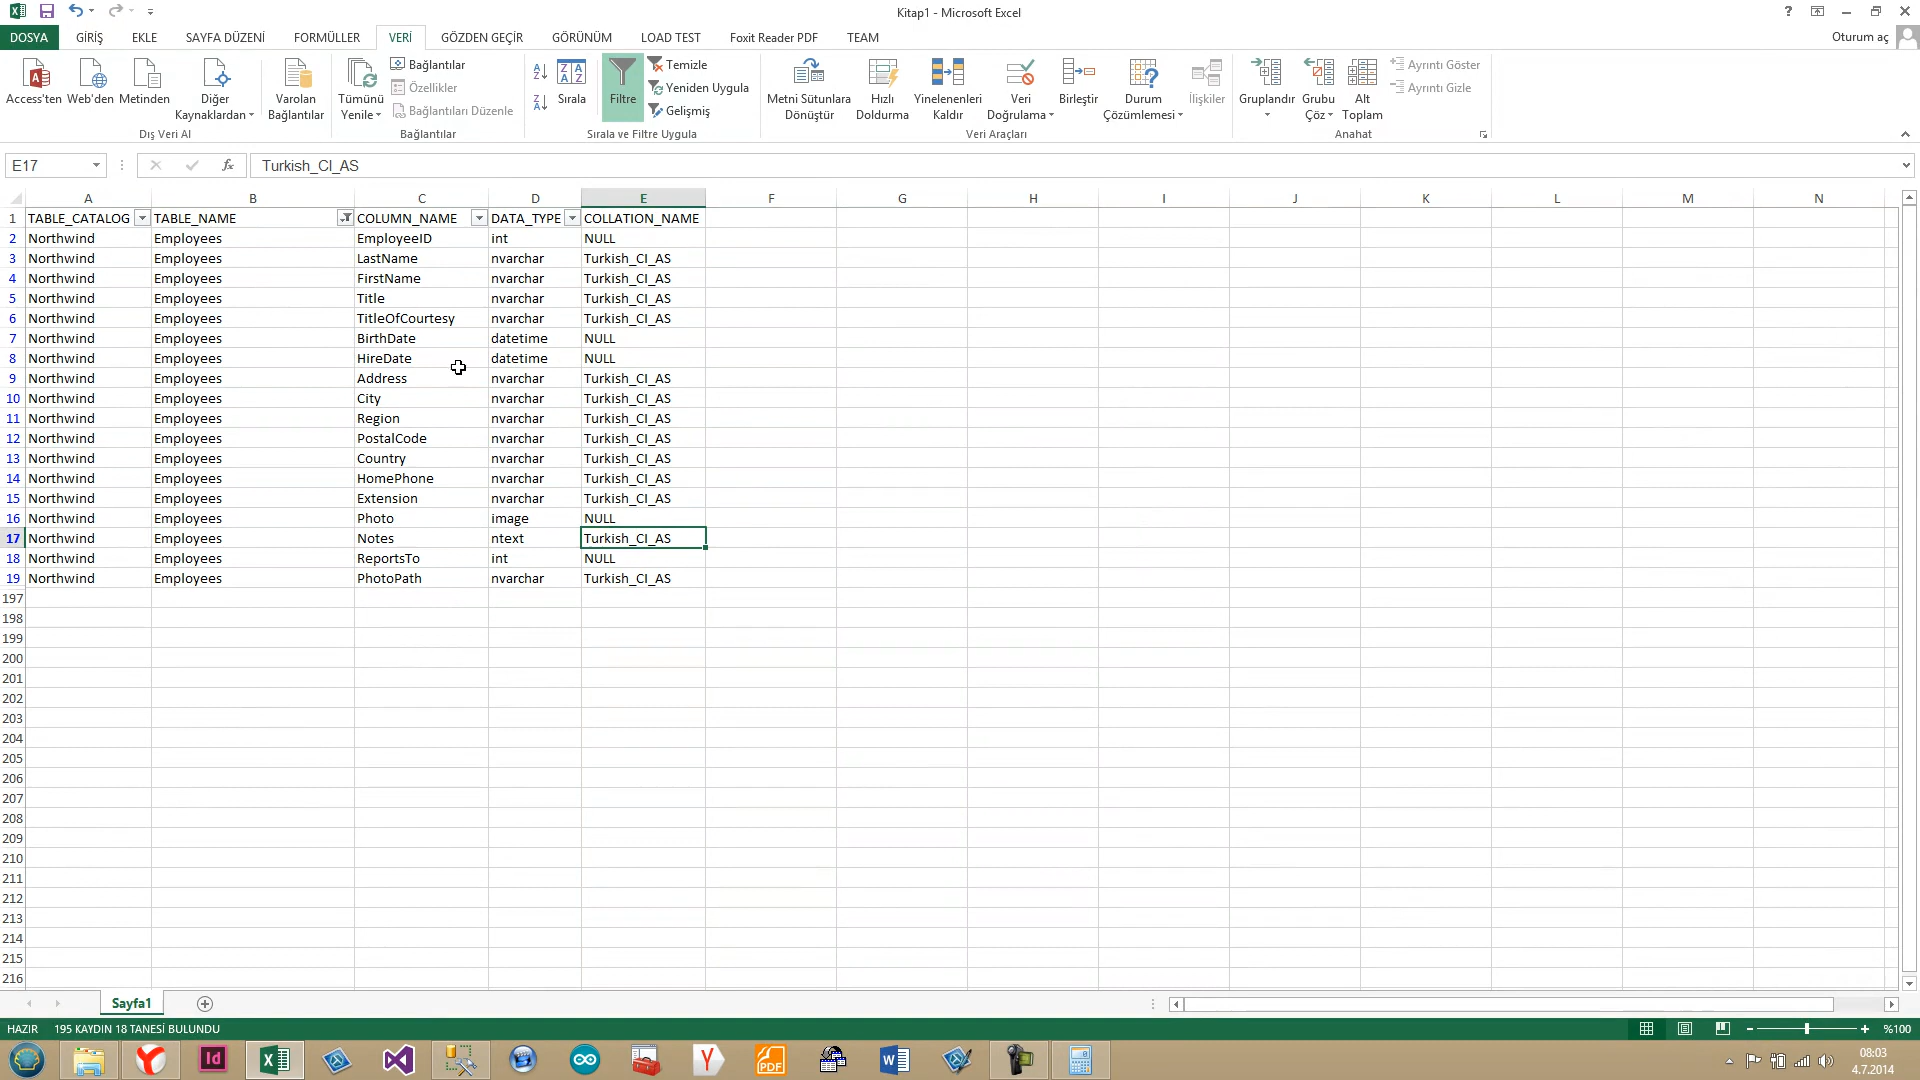 Kitap1 - Microsoft Excel
DOSYA GİRİŞ EKLE SAYFA DÜZENİ FORMÜLLER VERİ GÖZDEN GEÇİR GÖRÜNÜM LOAD TEST Foxit Reader PDF TEAM Oturum aç
Access'ten Web'den Metinden Diğer Kaynaklardan Varolan Bağlantılar
Dış Veri Al
Tümünü Yenile Bağlantılar Özellikler Bağlantıları Düzenle
Bağlantılar
Sırala Filtre Temizle Yeniden Uygula Gelişmiş
Sırala ve Filtre Uygula
Metni Sütunlara Dönüştür Hızlı Doldurma Yinelenenleri Kaldır Veri Doğrulama Birleştir Durum Çözümlemesi İlişkiler
Veri Araçları
Gruplandır Grubu Çöz Alt Toplam Ayrıntı Göster Ayrıntı Gizle
Anahat
E17 fx Turkish_CI_AS
A B C D E F G H I J K L M N
1 TABLE_CATALOG TABLE_NAME COLUMN_NAME DATA_TYPE COLLATION_NAME
2 Northwind Employees EmployeeID int NULL
3 Northwind Employees LastName nvarchar Turkish_CI_AS
4 Northwind Employees FirstName nvarchar Turkish_CI_AS
5 Northwind Employees Title nvarchar Turkish_CI_AS
6 Northwind Employees TitleOfCourtesy nvarchar Turkish_CI_AS
7 Northwind Employees BirthDate datetime NULL
8 Northwind Employees HireDate datetime NULL
9 Northwind Employees Address nvarchar Turkish_CI_AS
10 Northwind Employees City nvarchar Turkish_CI_AS
11 Northwind Employees Region nvarchar Turkish_CI_AS
12 Northwind Employees PostalCode nvarchar Turkish_CI_AS
13 Northwind Employees Country nvarchar Turkish_CI_AS
14 Northwind Employees HomePhone nvarchar Turkish_CI_AS
15 Northwind Employees Extension nvarchar Turkish_CI_AS
16 Northwind Employees Photo image NULL
17 Northwind Employees Notes ntext Turkish_CI_AS
18 Northwind Employees ReportsTo int NULL
19 Northwind Employees PhotoPath nvarchar Turkish_CI_AS
197
198
199
200
201
202
203
204
205
206
207
208
209
210
211
212
213
214
215
216
Sayfa1
HAZIR 195 KAYDIN 18 TANESİ BULUNDU %100
08:03
4.7.2014